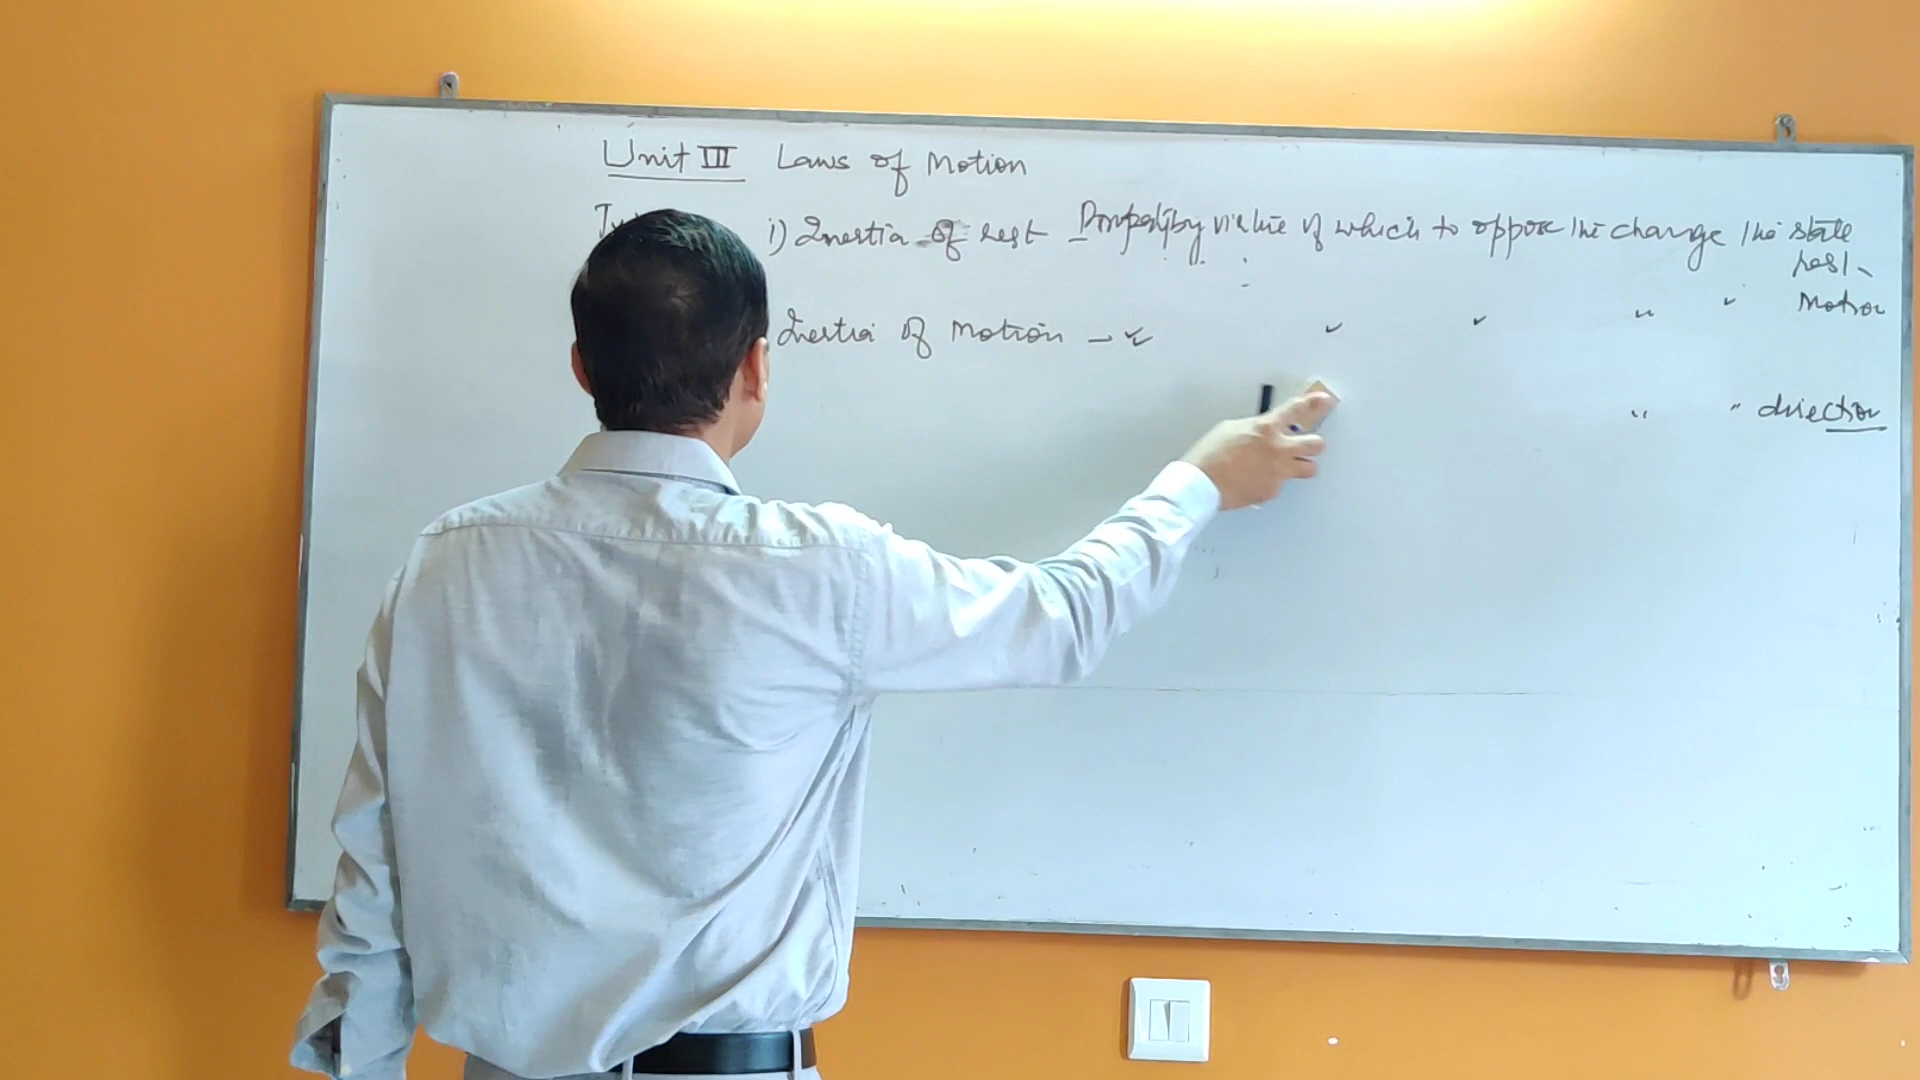 Unit III Laws of Motion
i) Inertia of rest - Property by virtue of which to oppose the change the state
rest
Inertia of Motion - " " " " " Motion
" " direction